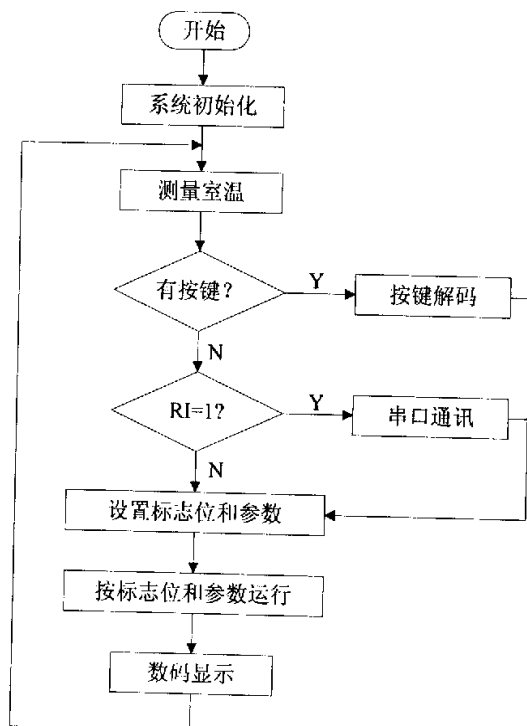 开始
系统初始化
测量室温
有按键?
Y
按键解码
N
RI=1?
Y
串口通讯
N
设置标志位和参数
按标志位和参数运行
数码显示